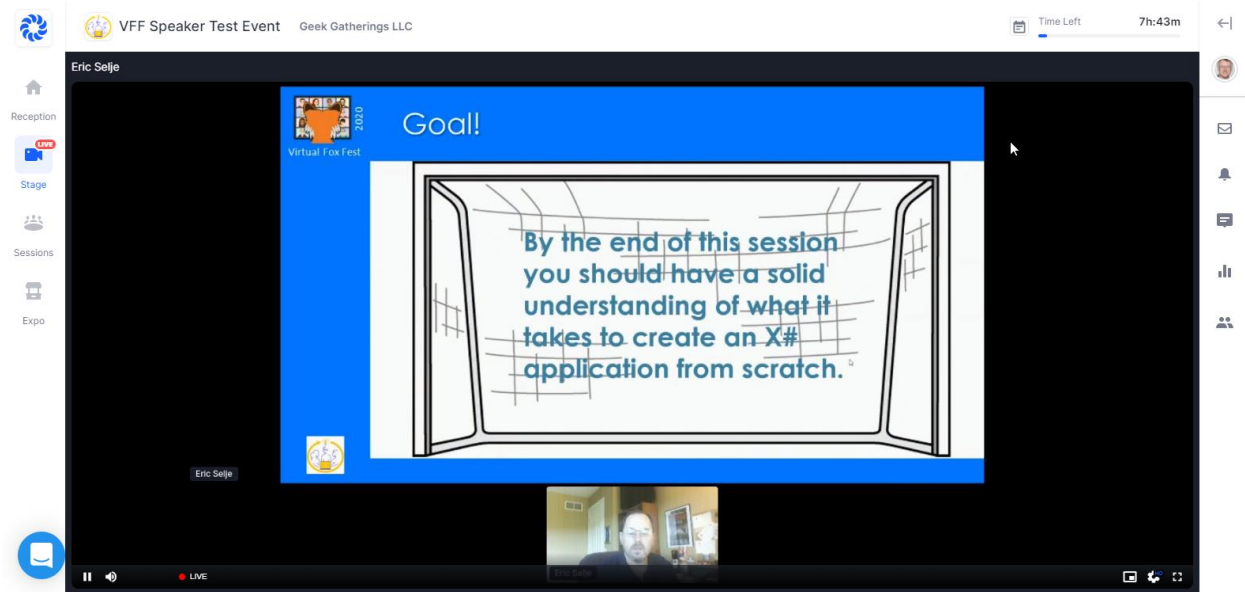 VFF Speaker Test Event
Geek Gatherings LLC
Time Left
7h:43m
Eric Selje
Reception
LIVE
Stage
Sessions
Expo
2020
Virtual Fox Fest
Goal!
By the end of this session
you should have a solid
understanding of what it
takes to create an X#
application from scratch.
Eric Selje
Eric Selje
LIVE